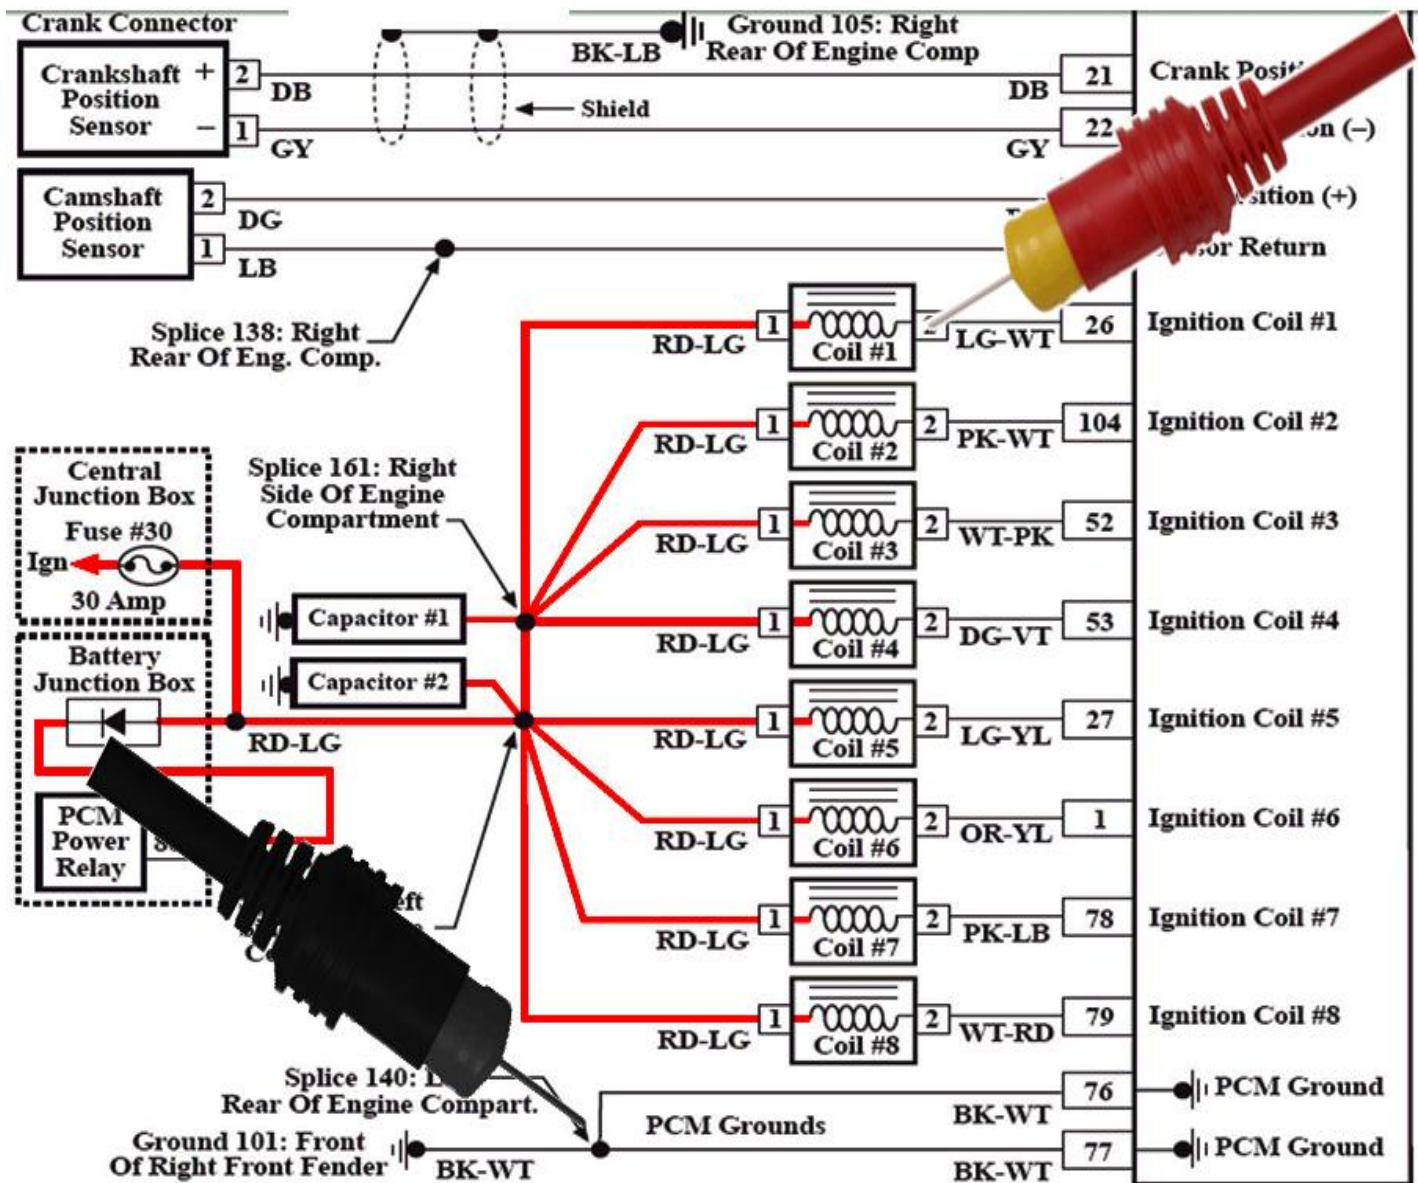 Crank Connector
Crankshaft
Position
Sensor
+
–
2
1
DB
GY
BK-LB
Ground 105: Right
Rear Of Engine Comp
Shield
DB
GY
21
22
Crank
(–)
Camshaft
Position
Sensor
2
1
DG
LB
(+)
Return
Splice 138: Right
Rear Of Eng. Comp.
RD-LG
1
Coil #1
2
LG-WT
26
Ignition Coil #1
RD-LG
1
Coil #2
2
PK-WT
104
Ignition Coil #2
RD-LG
1
Coil #3
2
WT-PK
52
Ignition Coil #3
RD-LG
1
Coil #4
2
DG-VT
53
Ignition Coil #4
RD-LG
1
Coil #5
2
LG-YL
27
Ignition Coil #5
RD-LG
1
Coil #6
2
OR-YL
1
Ignition Coil #6
RD-LG
1
Coil #7
2
PK-LB
78
Ignition Coil #7
RD-LG
1
Coil #8
2
WT-RD
79
Ignition Coil #8
Central
Junction Box
Fuse #30
Ign
30 Amp
Splice 161: Right
Side Of Engine
Compartment
Capacitor #1
Capacitor #2
Battery
Junction Box
RD-LG
PCM
Power
Relay
Splice 140:
Rear Of Engine Compart.
Ground 101: Front
Of Right Front Fender
BK-WT
PCM Grounds
BK-WT
76
PCM Ground
BK-WT
77
PCM Ground